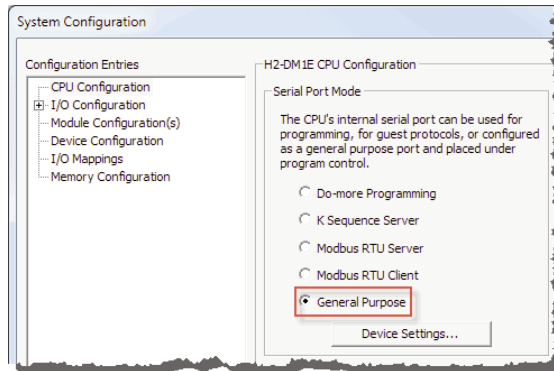 System Configuration
Configuration Entries
CPU Configuration
I/O Configuration
Module Configuration(s)
Device Configuration
I/O Mappings
Memory Configuration
H2-DM1E CPU Configuration
Serial Port Mode
The CPU's internal serial port can be used for
programming, for guest protocols, or configured
as a general purpose port and placed under
program control.
Do-more Programming
K Sequence Server
Modbus RTU Server
Modbus RTU Client
General Purpose
Device Settings...